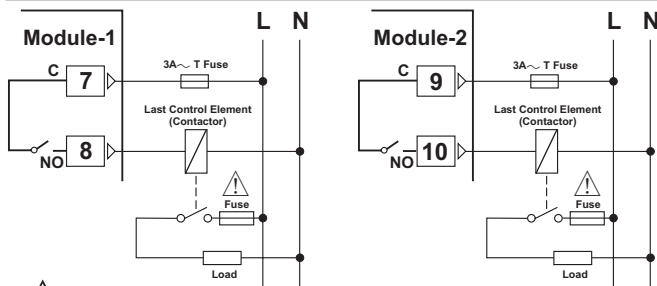 L N
Module-1
C 7
3A~ T Fuse
Last Control Element
(Contactor)
NO 8
Fuse
Load
L N
Module-2
C 9
3A~ T Fuse
Last Control Element
(Contactor)
NO 10
Fuse
Load